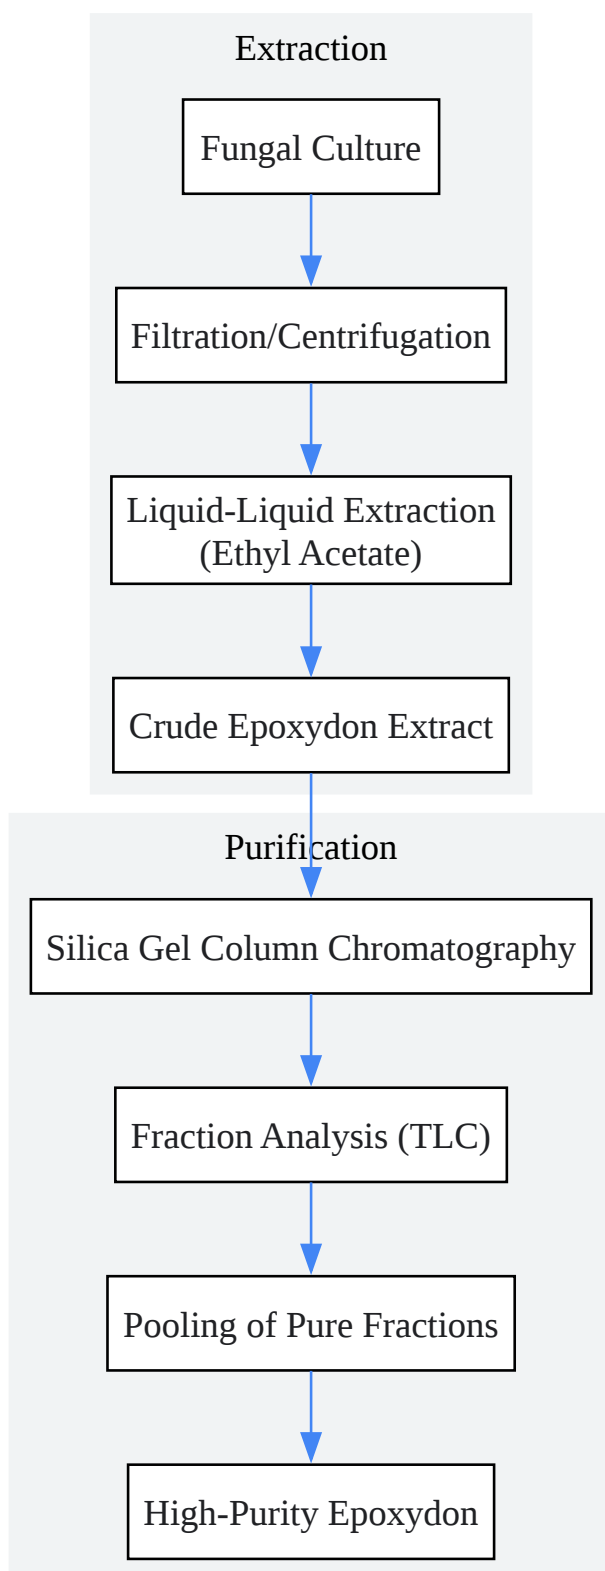 Extraction
Fungal Culture
Filtration/Centrifugation
Liquid-Liquid Extraction
(Ethyl Acetate)
Crude Epoxydon Extract
Purification
Silica Gel Column Chromatography
Fraction Analysis (TLC)
Pooling of Pure Fractions
High-Purity Epoxydon